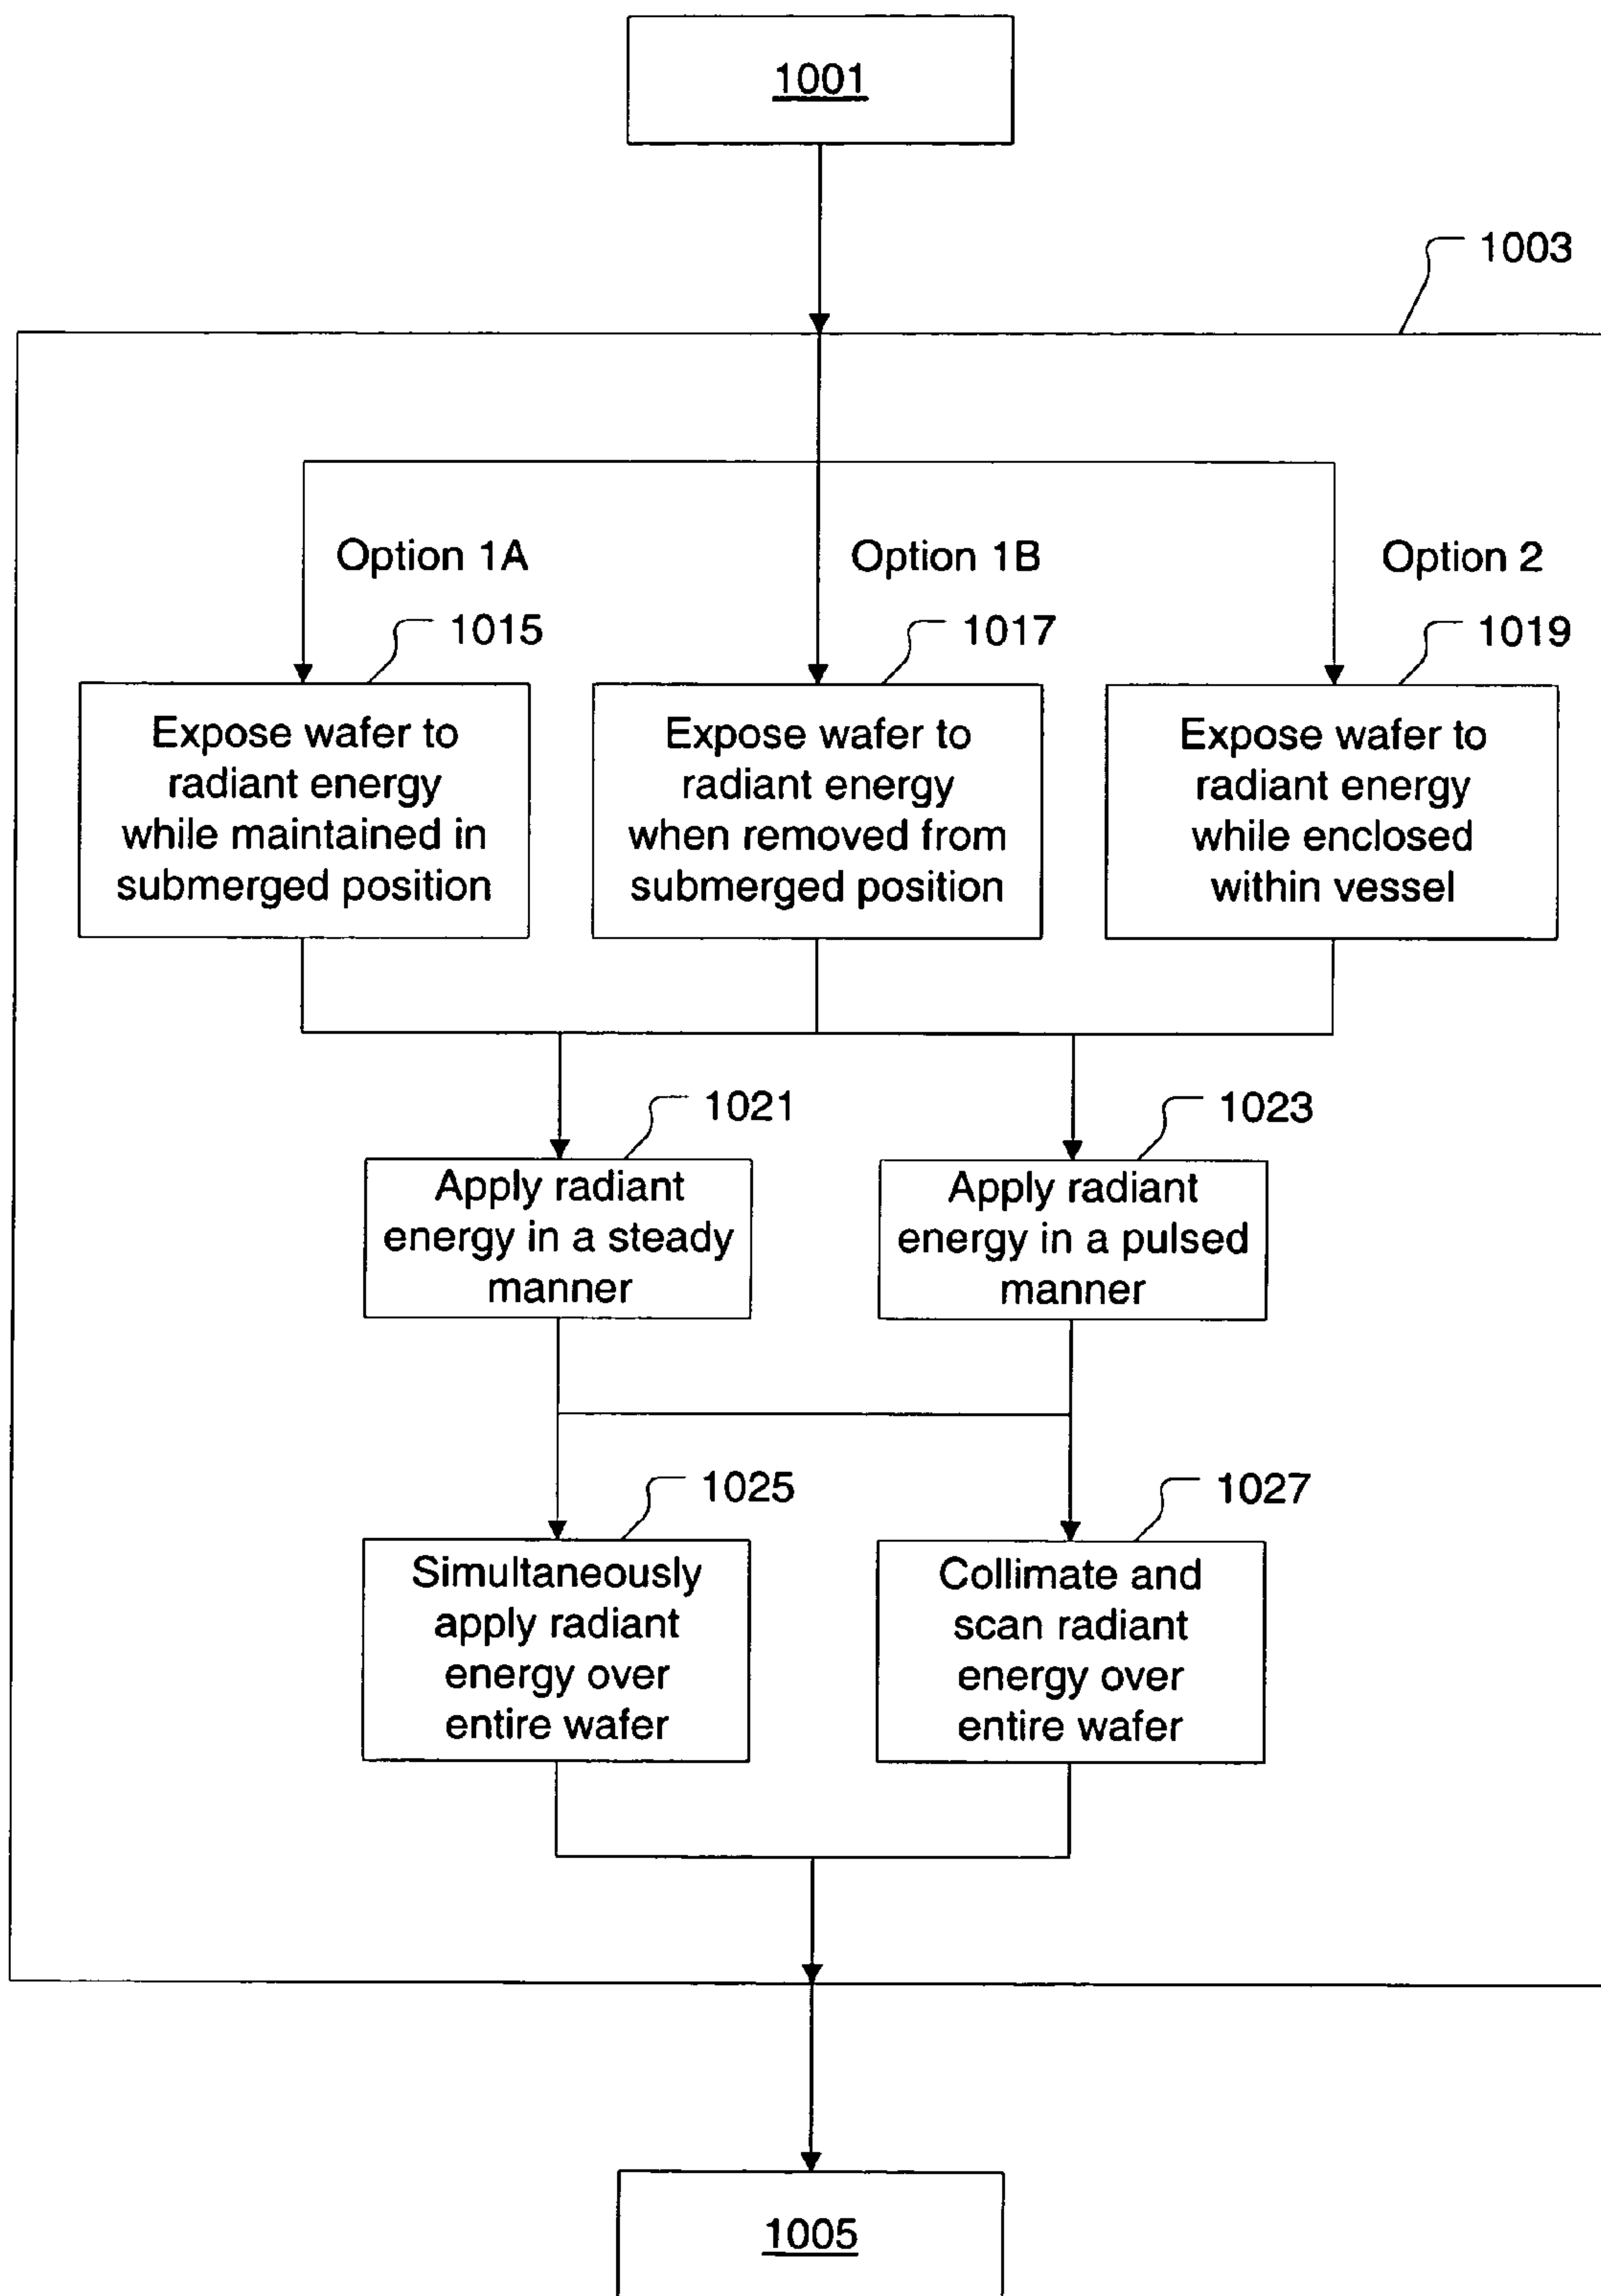 1001
1003
Option 1A
Option 1B
Option 2
1015
1017
1019
Expose wafer to
radiant energy
while maintained in
submerged position
Expose wafer to
radiant energy
when removed from
submerged position
Expose wafer to
radiant energy
while enclosed
within vessel
1021
1023
Apply radiant
energy in a steady
manner
Apply radiant
energy in a pulsed
manner
1025
1027
Simultaneously
apply radiant
energy over
entire wafer
Collimate and
scan radiant
energy over
entire wafer
1005